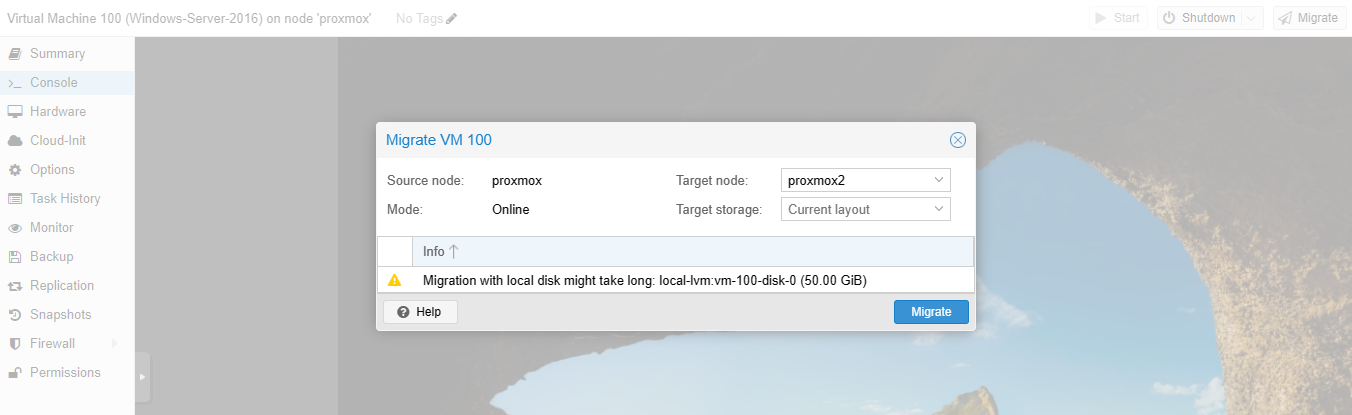 Virtual Machine 100 (Windows-Server-2016) on node 'proxmox' No Tags Start Shutdown Migrate
Summary
Console
Hardware
Cloud-Init
Options
Task History
Monitor
Backup
Replication
Snapshots
Firewall
Permissions
Migrate VM 100
Source node: proxmox Target node: proxmox2
Mode: Online Target storage: Current layout
Info
Migration with local disk might take long: local-lvm:vm-100-disk-0 (50.00 GiB)
Help Migrate